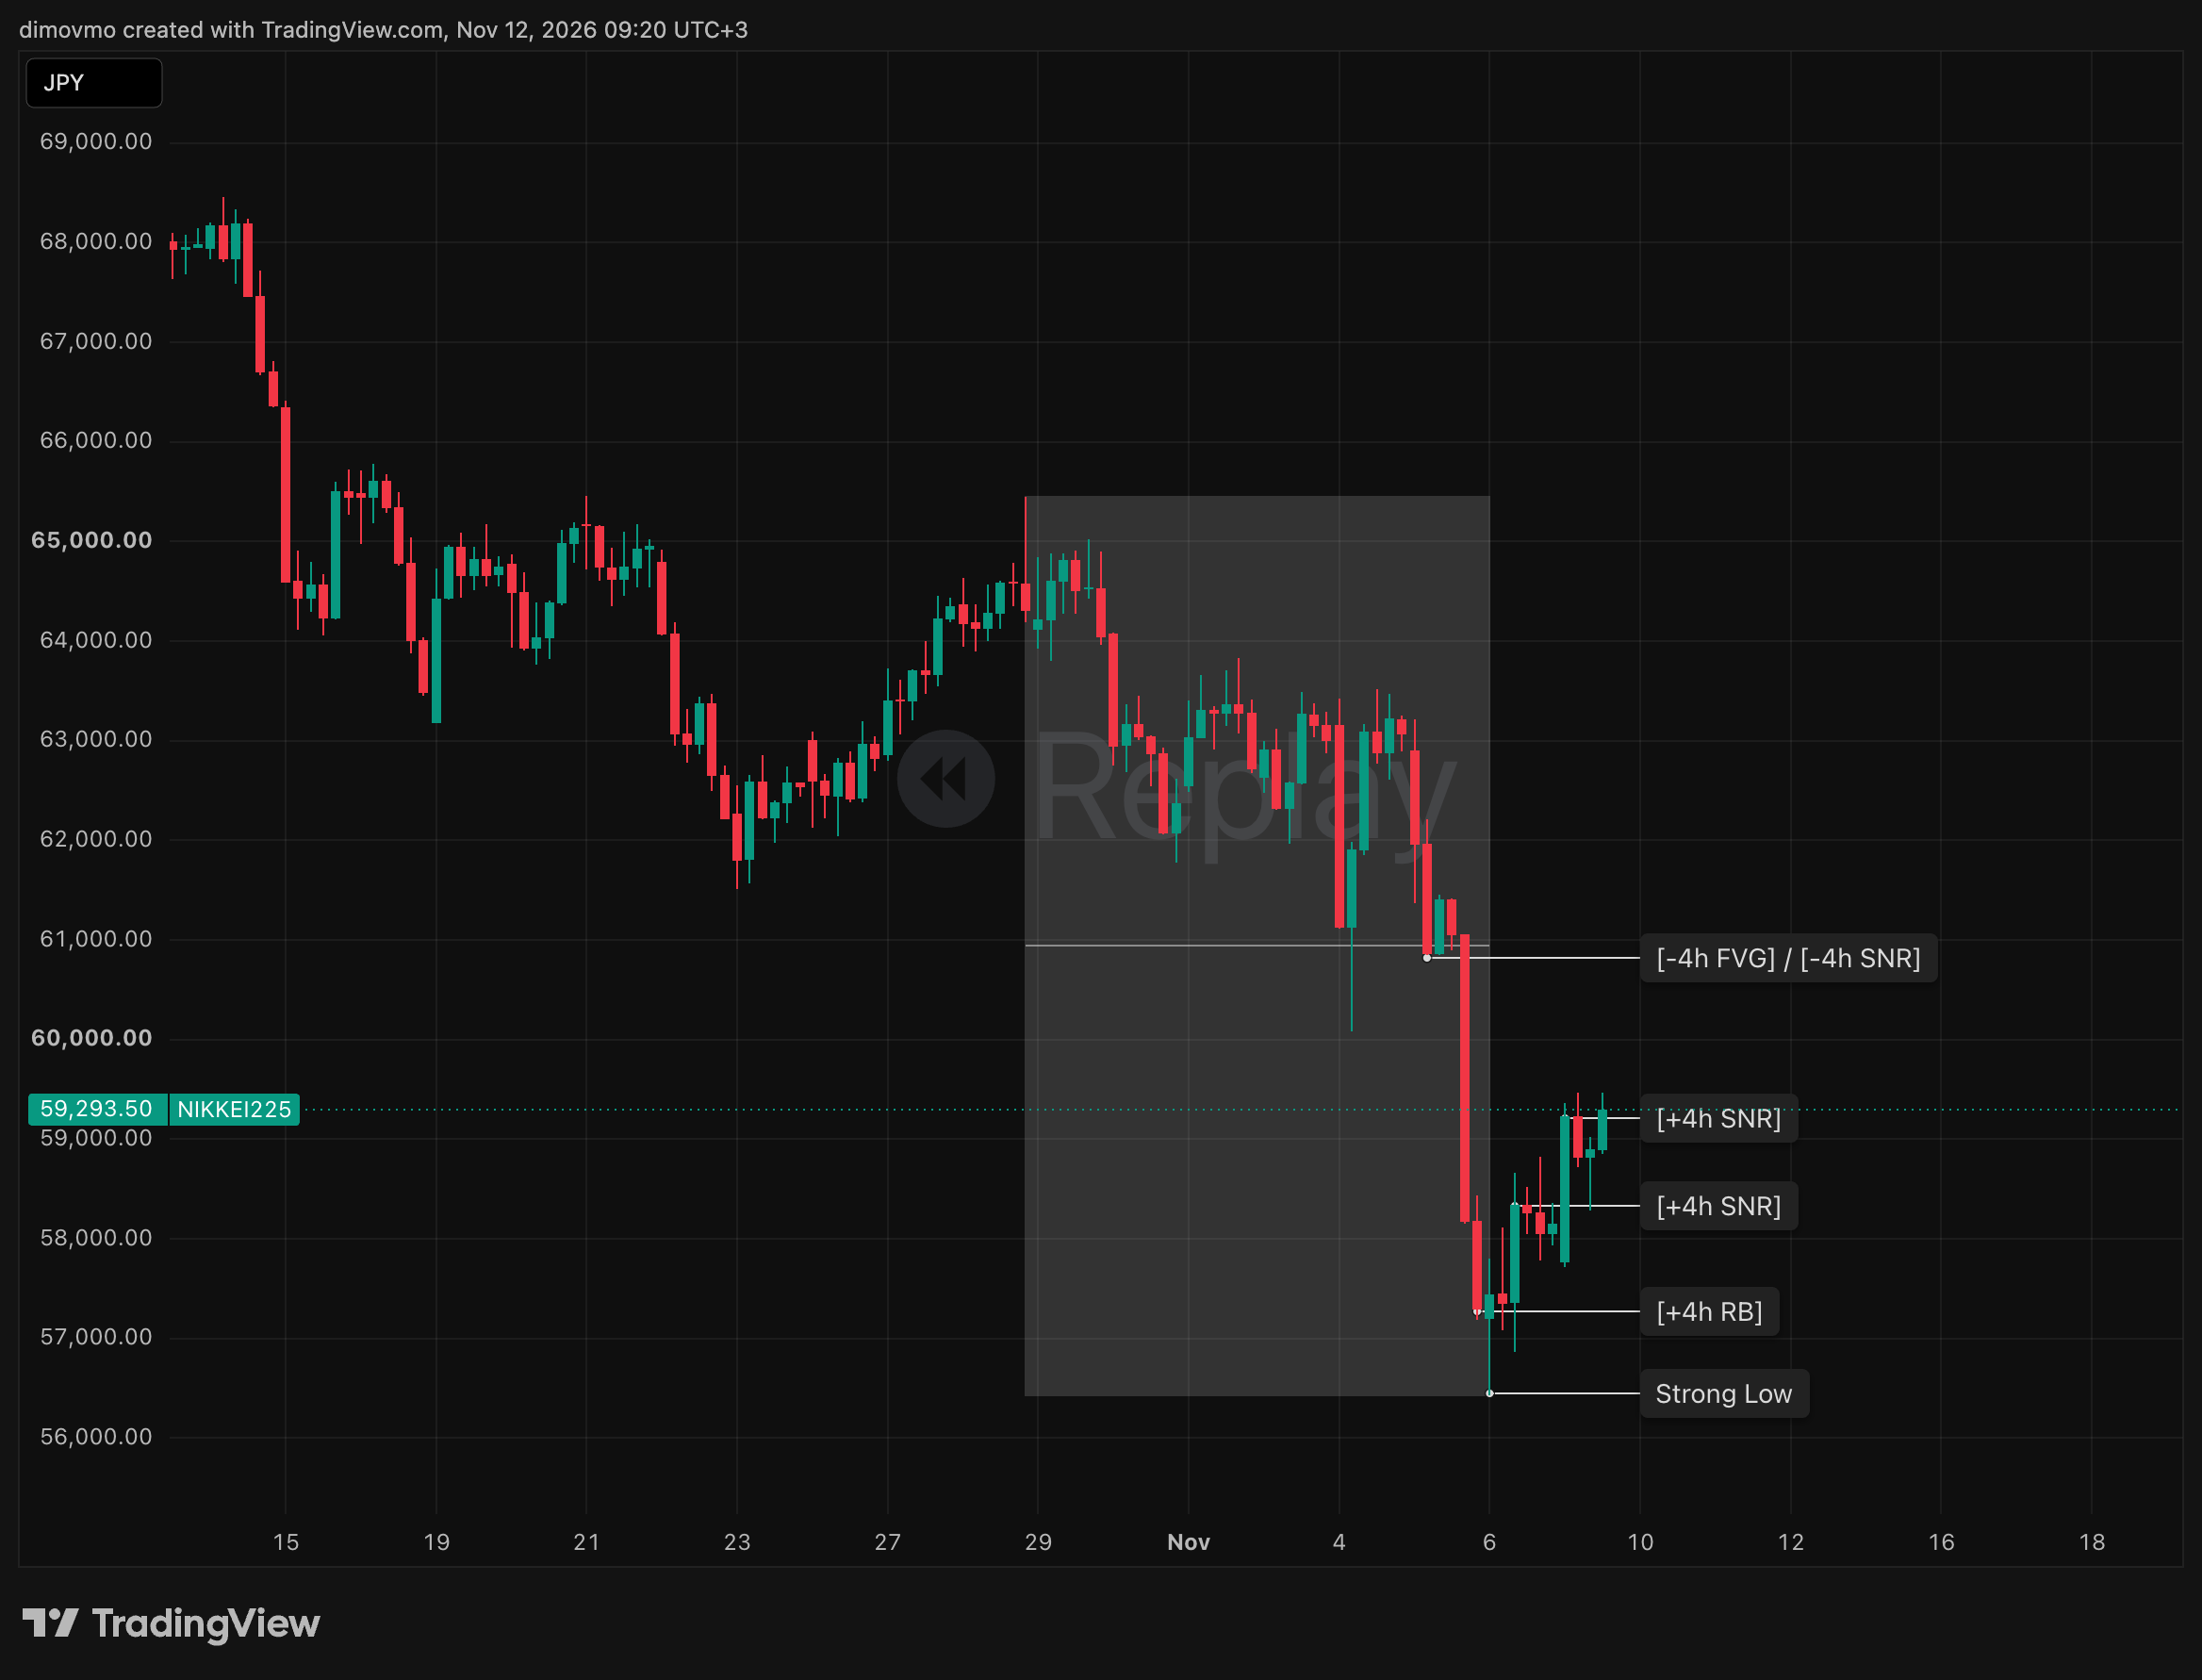 dimovmo created with TradingView.com, Nov 12, 2026 09:20 UTC+3
JPY
69,000.00
68,000.00
67,000.00
66,000.00
65,000.00
64,000.00
63,000.00
Replay
62,000.00
61,000.00
[-4h FVG] / [-4h SNR]
60,000.00
59,293.50 NIKKEI225
[+4h SNR]
59,000.00
[+4h SNR]
58,000.00
[+4h RB]
57,000.00
Strong Low
56,000.00
15 19 21 23 27 29 Nov 4 6 10 12 16 18
TradingView